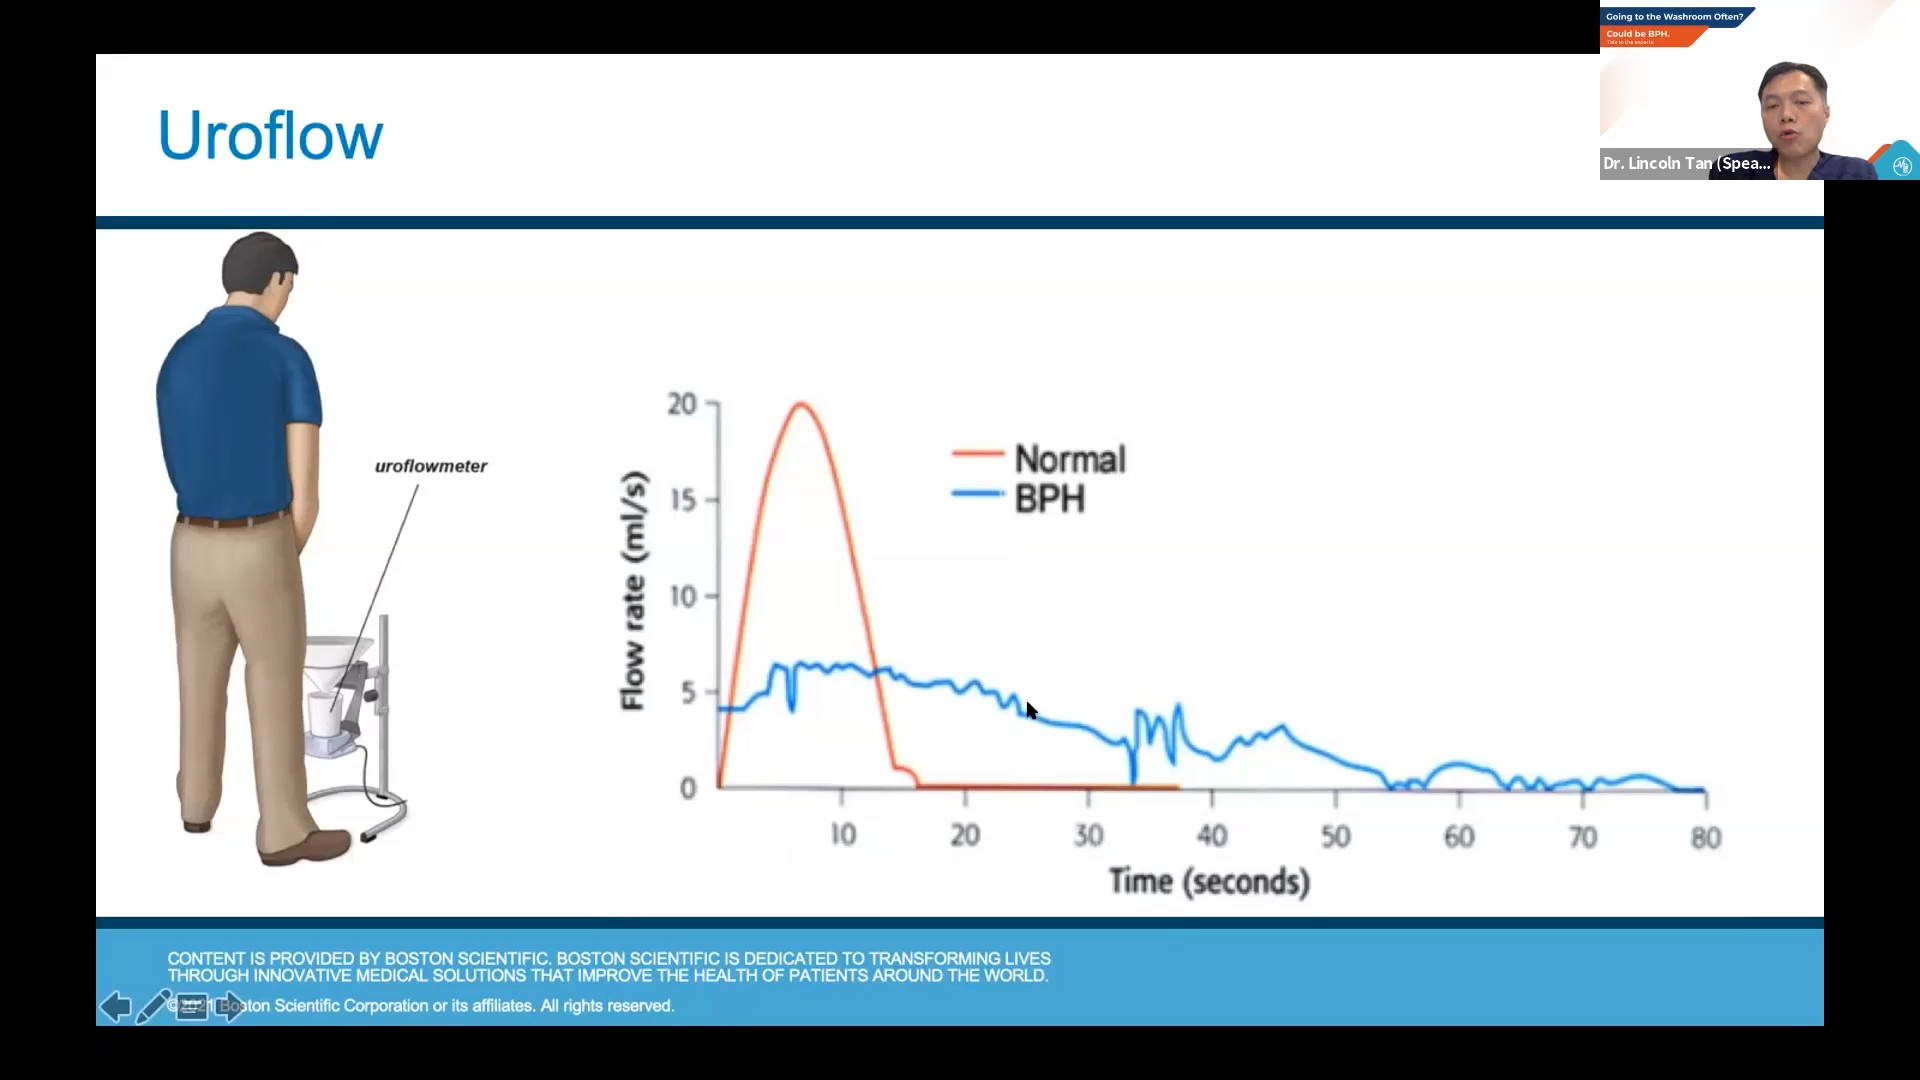 Going to the Washroom Often?
Could be BPH.
Talk to the experts.
Dr. Lincoln Tan (Spea...
Uroflow
uroflowmeter
Normal
BPH
Flow rate (ml/s)
20
15
10
5
0
10 20 30 40 50 60 70 80
Time (seconds)
CONTENT IS PROVIDED BY BOSTON SCIENTIFIC. BOSTON SCIENTIFIC IS DEDICATED TO TRANSFORMING LIVES
THROUGH INNOVATIVE MEDICAL SOLUTIONS THAT IMPROVE THE HEALTH OF PATIENTS AROUND THE WORLD.
©2021 Boston Scientific Corporation or its affiliates. All rights reserved.